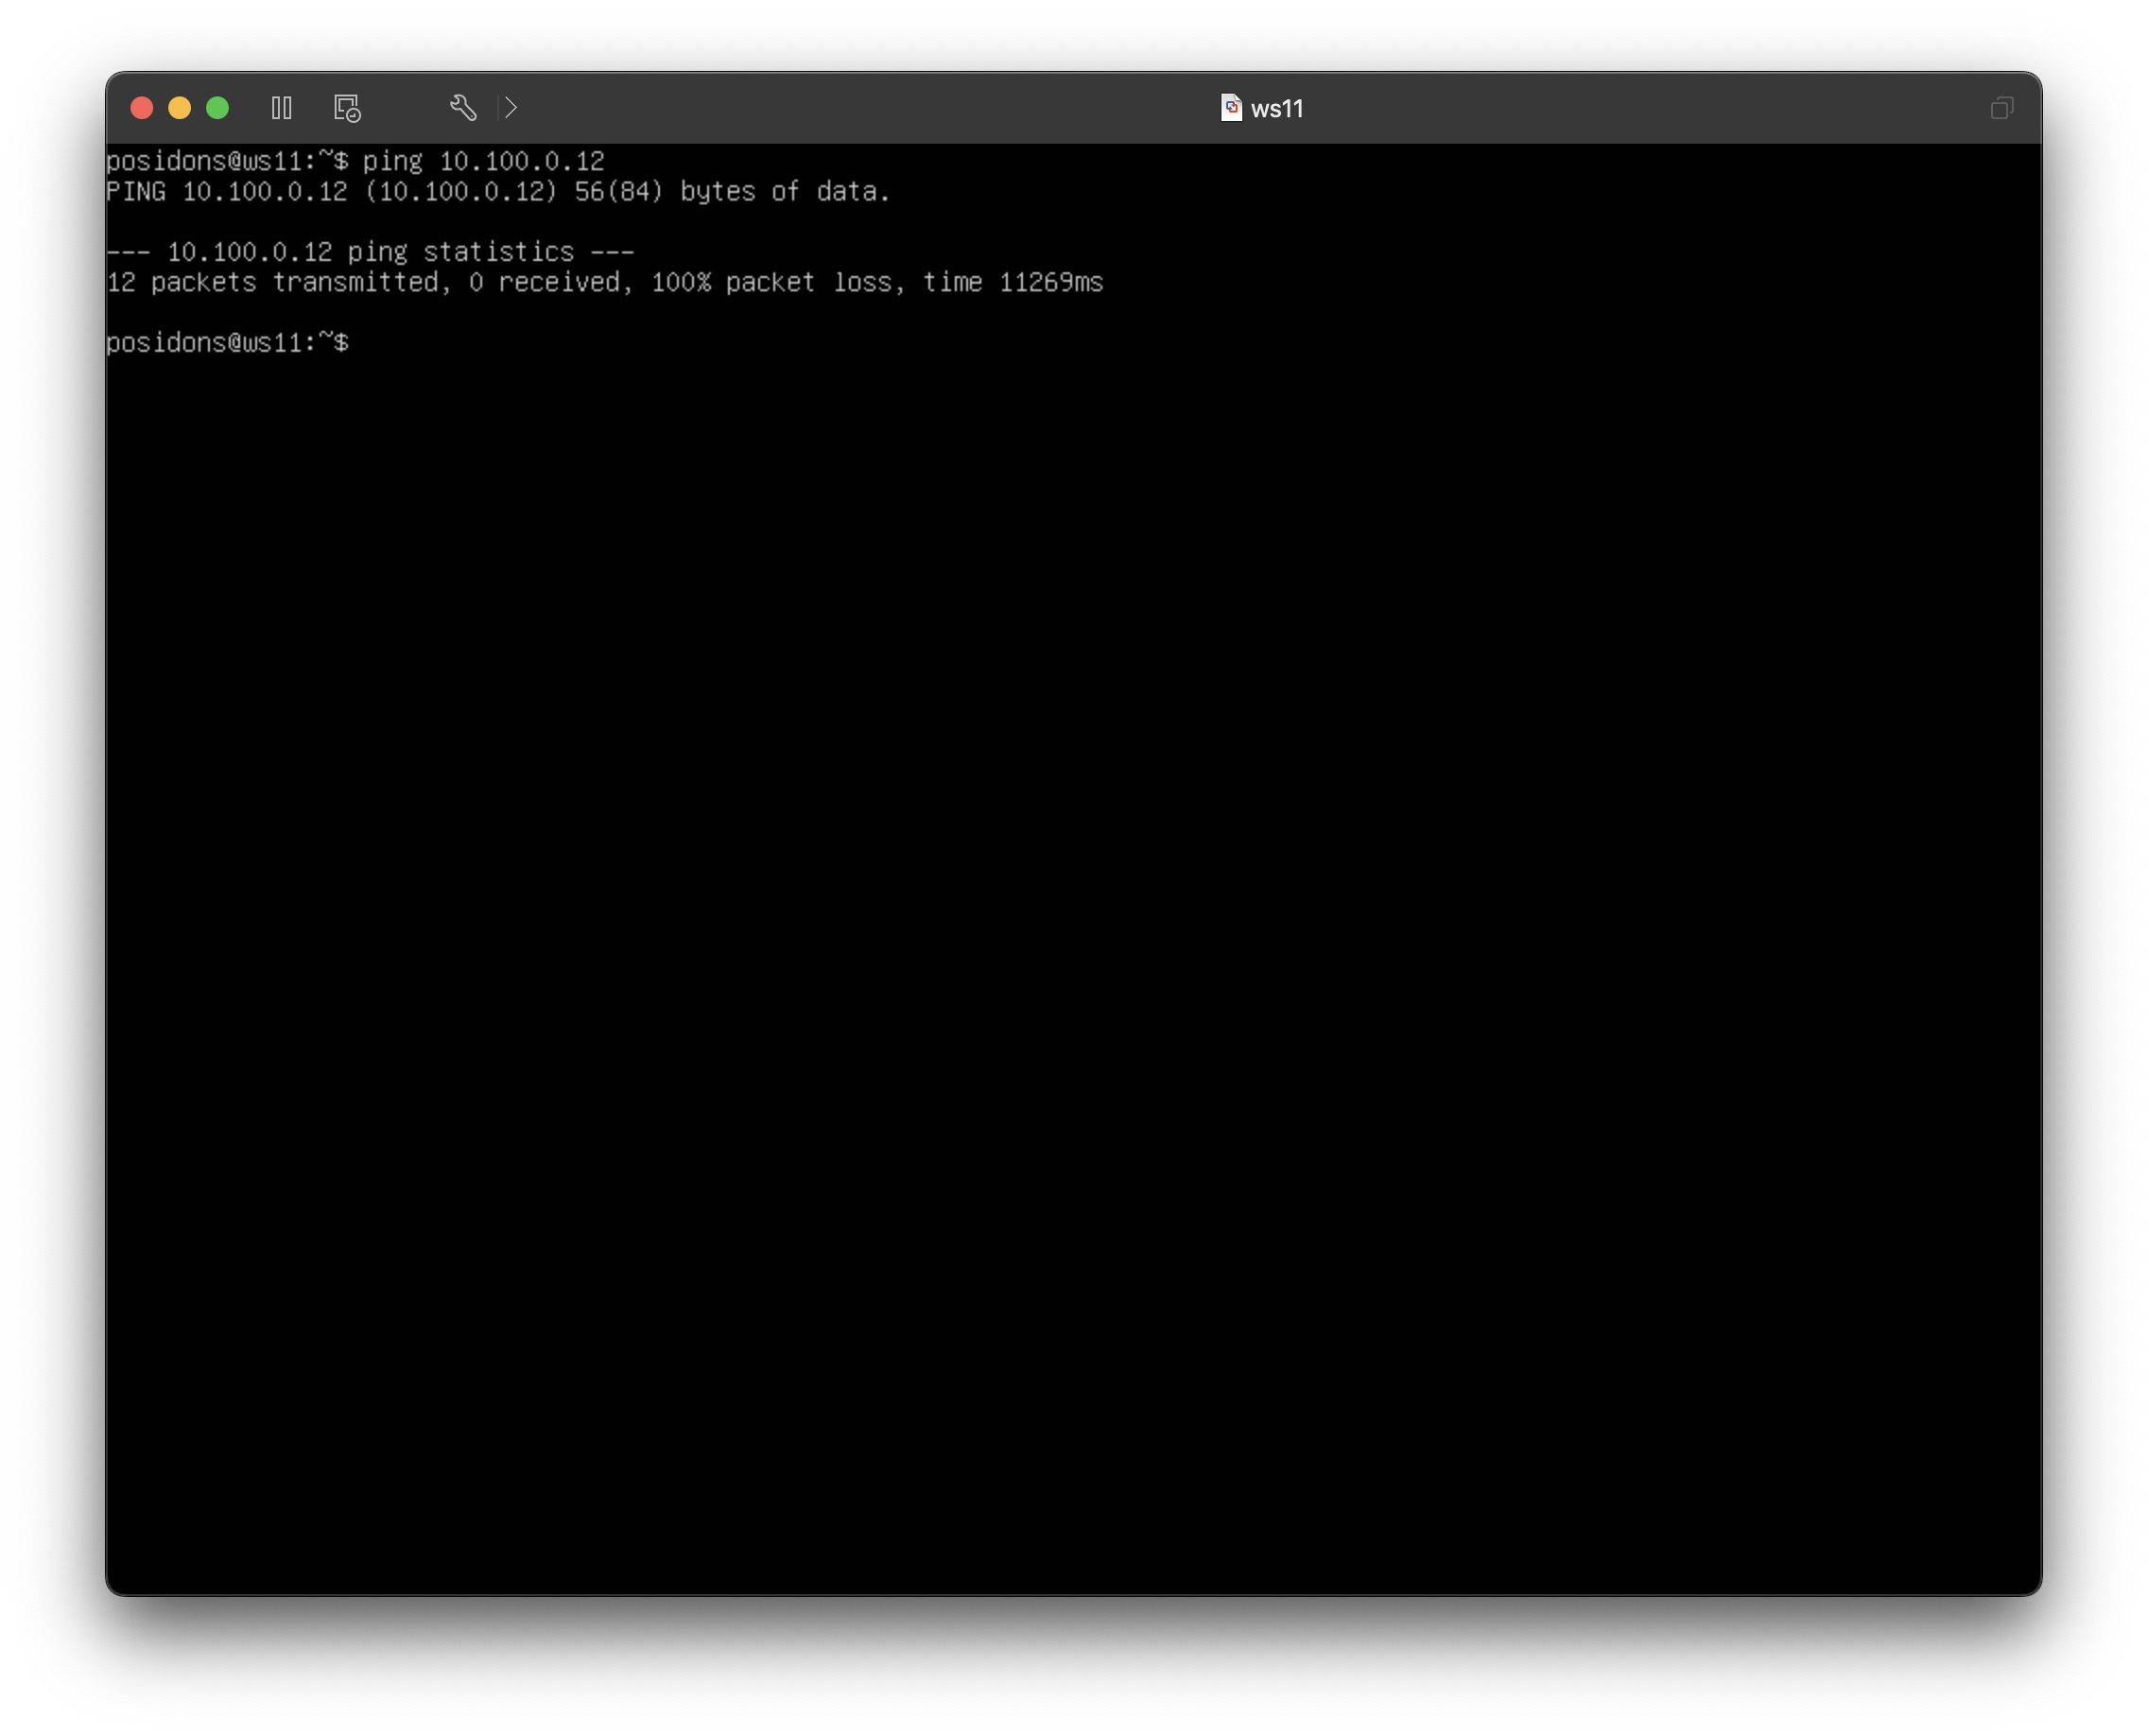 ws11
posidons@ws11:~$ ping 10.100.0.12
PING 10.100.0.12 (10.100.0.12) 56(84) bytes of data.
--- 10.100.0.12 ping statistics ---
12 packets transmitted, 0 received, 100% packet loss, time 11269ms
posidons@ws11:~$